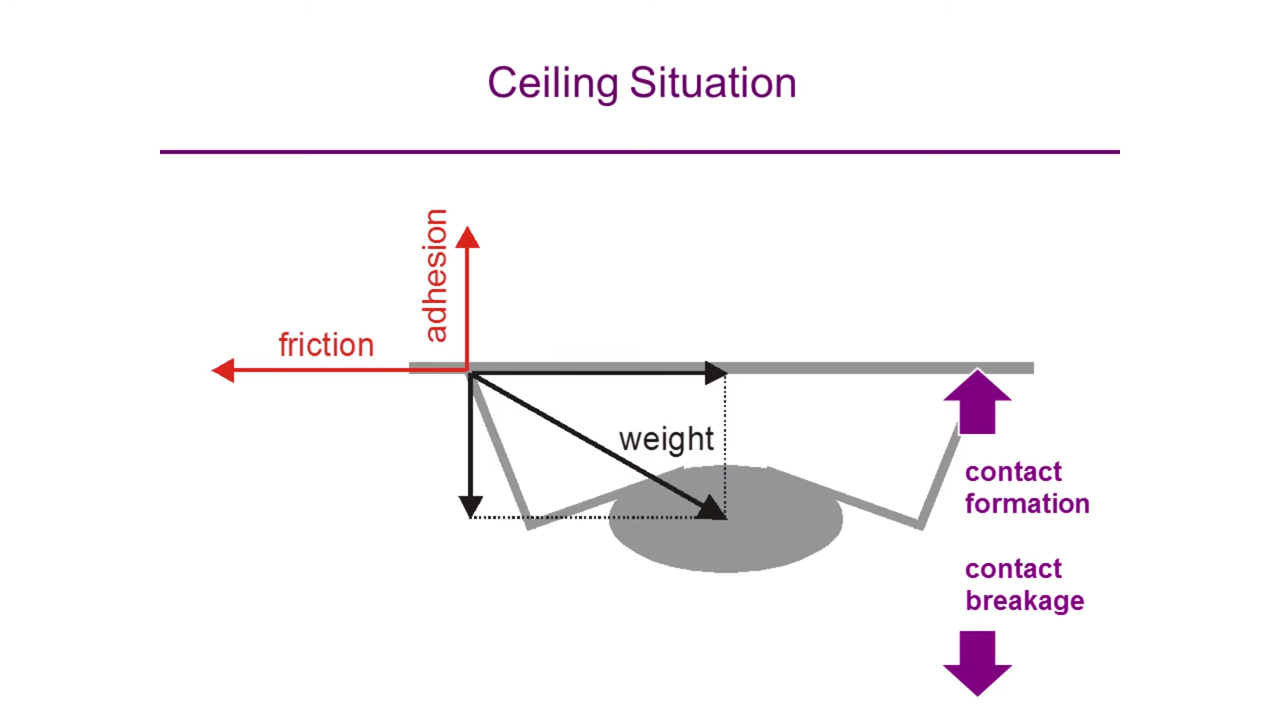 Ceiling Situation
adhesion
friction
weight
contact
formation
contact
breakage